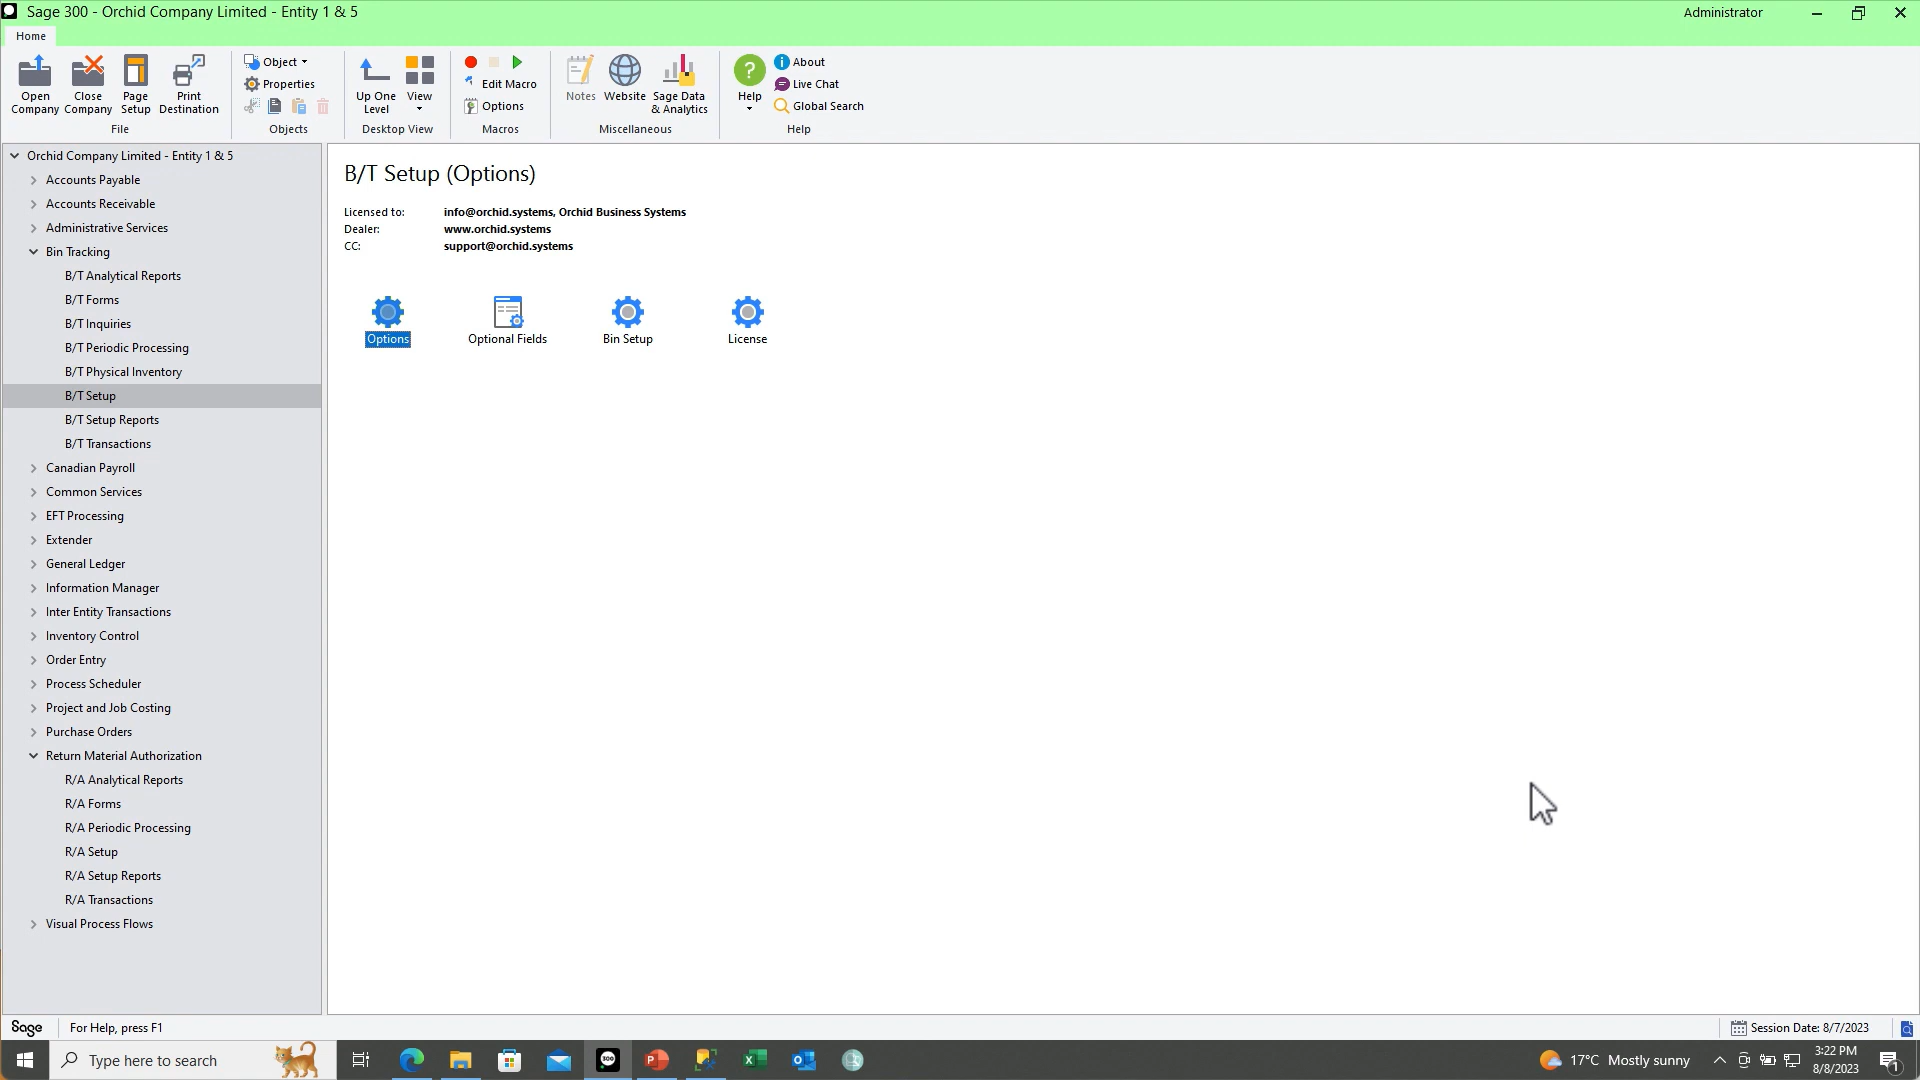 Sage 300 - Orchid Company Limited - Entity 1 & 5
Administrator
Home
Open Company
Close Company
Page Setup
Print Destination
File
Object
Properties
Objects
Up One Level
View
Desktop View
Edit Macro
Options
Macros
Notes
Website
Sage Data & Analytics
Miscellaneous
Help
About
Live Chat
Global Search
Help
Orchid Company Limited - Entity 1 & 5
Accounts Payable
Accounts Receivable
Administrative Services
Bin Tracking
B/T Analytical Reports
B/T Forms
B/T Inquiries
B/T Periodic Processing
B/T Physical Inventory
B/T Setup
B/T Setup Reports
B/T Transactions
Canadian Payroll
Common Services
EFT Processing
Extender
General Ledger
Information Manager
Inter Entity Transactions
Inventory Control
Order Entry
Process Scheduler
Project and Job Costing
Purchase Orders
Return Material Authorization
R/A Analytical Reports
R/A Forms
R/A Periodic Processing
R/A Setup
R/A Setup Reports
R/A Transactions
Visual Process Flows
B/T Setup (Options)
Licensed to: info@orchid.systems, Orchid Business Systems
Dealer: www.orchid.systems
CC: support@orchid.systems
Options
Optional Fields
Bin Setup
License
Sage
For Help, press F1
Session Date: 8/7/2023
Type here to search
300
17°C Mostly sunny
3:22 PM
8/8/2023
1